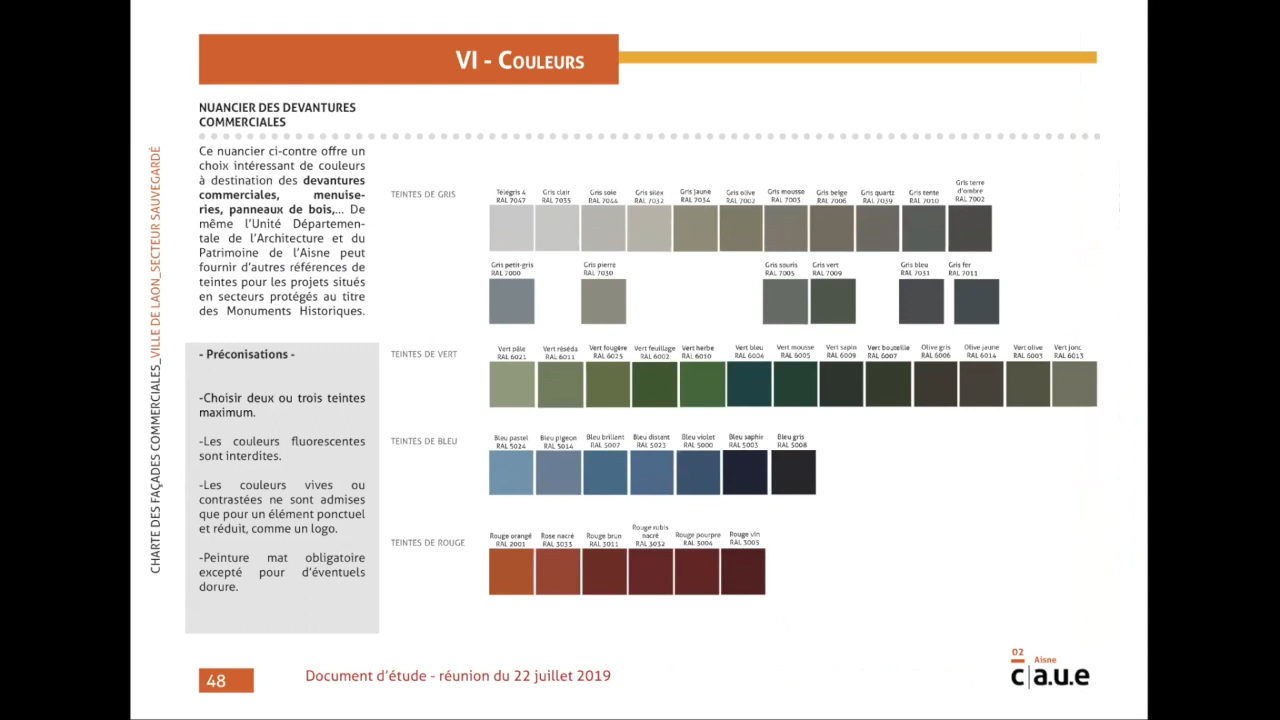 VI - Couleurs
NUANCIER DES DEVANTURES
COMMERCIALES
Ce nuancier ci-contre offre un
choix intéressant de couleurs
à destination des devantures
commerciales, menuise-
ries, panneaux de bois,... De
même l'Unité Départemen-
tale de l'Architecture et du
Patrimoine de l'Aisne peut
fournir d'autres références de
teintes pour les projets situés
en secteurs protégés au titre
des Monuments Historiques.
- Préconisations -
-Choisir deux ou trois teintes
maximum.
-Les couleurs fluorescentes
sont interdites.
-Les couleurs vives ou
contrastées ne sont admises
que pour un élément ponctuel
et réduit, comme un logo.
-Peinture mat obligatoire
excepté pour d'éventuels
dorure.
CHARTE DES FAÇADES COMMERCIALES_VILLE DE LAON_SECTEUR SAUVEGARDÉ
TEINTES DE GRIS
Télégris 4
RAL 7047
Gris clair
RAL 7035
Gris soie
RAL 7044
Gris silex
RAL 7032
Gris jaune
RAL 7034
Gris olive
RAL 7002
Gris mousse
RAL 7003
Gris beige
RAL 7006
Gris quartz
RAL 7039
Gris tente
RAL 7010
Gris terre
d'ombre
RAL 7002
Gris petit-gris
RAL 7000
Gris pierre
RAL 7030
Gris souris
RAL 7005
Gris vert
RAL 7009
Gris bleu
RAL 7031
Gris fer
RAL 7011
TEINTES DE VERT
Vert pâle
RAL 6021
Vert réséda
RAL 6011
Vert fougère
RAL 6025
Vert feuillage
RAL 6002
Vert herbe
RAL 6010
Vert bleu
RAL 6004
Vert mousse
RAL 6005
Vert sapin
RAL 6009
Vert bouteille
RAL 6007
Olive gris
RAL 6006
Olive jaune
RAL 6014
Vert olive
RAL 6003
Vert jonc
RAL 6013
TEINTES DE BLEU
Bleu pastel
RAL 5024
Bleu pigeon
RAL 5014
Bleu brillant
RAL 5007
Bleu distant
RAL 5023
Bleu violet
RAL 5000
Bleu saphir
RAL 5003
Bleu gris
RAL 5008
TEINTES DE ROUGE
Rouge orangé
RAL 2001
Rose nacré
RAL 3033
Rouge brun
RAL 3011
Rouge rubis
nacré
RAL 3032
Rouge pourpre
RAL 3004
Rouge vin
RAL 3005
48
Document d'étude - réunion du 22 juillet 2019
02
Aisne
c|a.u.e